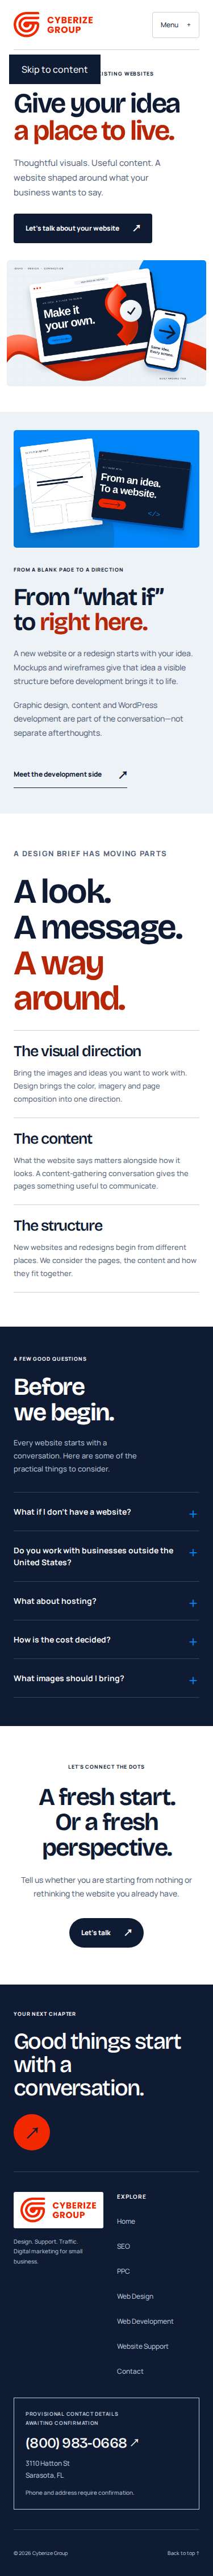 CYBERIZE
GROUP
Menu +
Skip to content
ISTING WEBSITES
Give your idea
a place to live.
Thoughtful visuals. Useful content. A
website shaped around what your
business wants to say.
Let's talk about your website ↗
Make it
your own.
FROM A BLANK PAGE TO A DIRECTION
From an idea.
To a website.
</>
From “what if”
to right here.
A new website or a redesign starts with your idea.
Mockups and wireframes give that idea a visible
structure before development brings it to life.
Graphic design, content and WordPress
development are part of the conversation—not
separate afterthoughts.
Meet the development side ↗
A DESIGN BRIEF HAS MOVING PARTS
A look.
A message.
A way
around.
The visual direction
Bring the images and ideas you want to work with.
Design brings the color, imagery and page
composition into one direction.
The content
What the website says matters alongside how it
looks. A content-gathering conversation gives the
pages something useful to communicate.
The structure
New websites and redesigns begin from different
places. We consider the pages, the content and how
they fit together.
A FEW GOOD QUESTIONS
Before
we begin.
Every website starts with a
conversation. Here are some of the
practical things to consider.
What if I don't have a website? +
Do you work with businesses outside the +
United States?
What about hosting? +
How is the cost decided? +
What images should I bring? +
LET'S CONNECT THE DOTS
A fresh start.
Or a fresh
perspective.
Tell us whether you are starting from nothing or
rethinking the website you already have.
Let's talk ↗
YOUR NEXT CHAPTER
Good things start
with a
conversation.
↗
CYBERIZE
GROUP
Design. Support. Traffic.
Digital marketing for small
business.
EXPLORE
Home
SEO
PPC
Web Design
Web Development
Website Support
Contact
PROVISIONAL CONTACT DETAILS
AWAITING CONFIRMATION
(800) 983-0668 ↗
3110 Hatton St
Sarasota, FL
Phone and address require confirmation.
© 2026 Cyberize Group
Back to top ↑